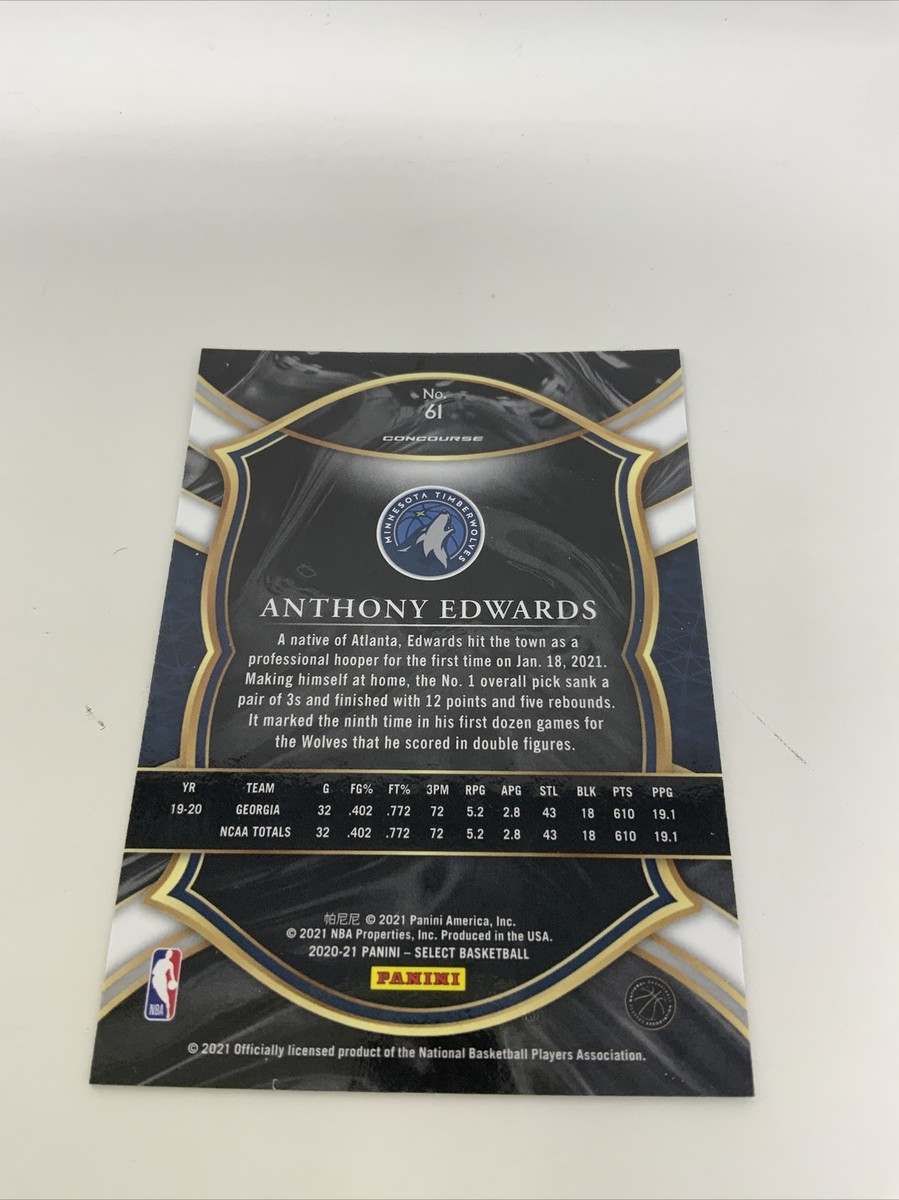 No.
61
CONCOURSE
MINNESOTA TIMBERWOLVES
ANTHONY EDWARDS
A native of Atlanta, Edwards hit the town as a
professional hooper for the first time on Jan. 18, 2021.
Making himself at home, the No. 1 overall pick sank a
pair of 3s and finished with 12 points and five rebounds.
It marked the ninth time in his first dozen games for
the Wolves that he scored in double figures.
YR TEAM G FG% FT% 3PM RPG APG STL BLK PTS PPG
19-20 GEORGIA 32 .402 .772 72 5.2 2.8 43 18 610 19.1
NCAA TOTALS 32 .402 .772 72 5.2 2.8 43 18 610 19.1
帕尼尼 © 2021 Panini America, Inc.
© 2021 NBA Properties, Inc. Produced in the USA.
2020-21 PANINI – SELECT BASKETBALL
PANINI
NBA
NATIONAL BASKETBALL PLAYERS ASSOCIATION
© 2021 Officially licensed product of the National Basketball Players Association.